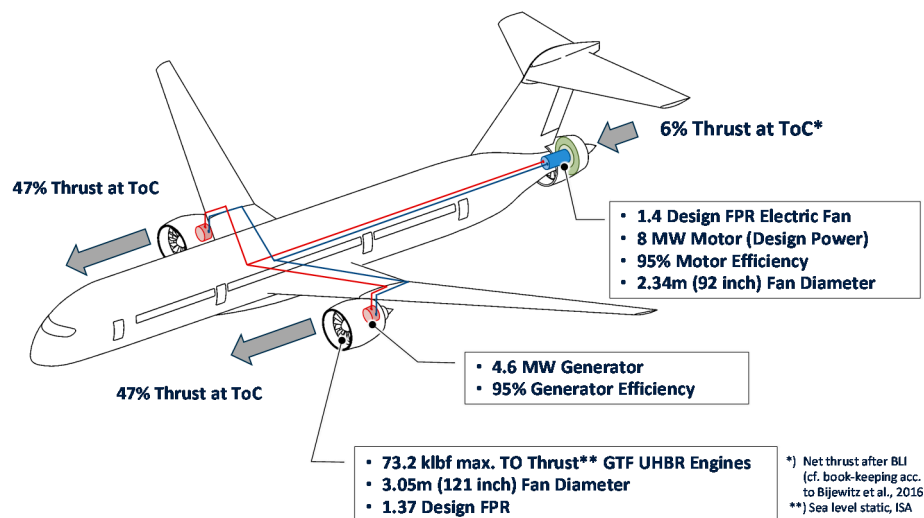 6% Thrust at ToC*
47% Thrust at ToC
• 1.4 Design FPR Electric Fan
• 8 MW Motor (Design Power)
• 95% Motor Efficiency
• 2.34m (92 inch) Fan Diameter
• 4.6 MW Generator
• 95% Generator Efficiency
47% Thrust at ToC
• 73.2 klbf max. TO Thrust** GTF UHBR Engines
• 3.05m (121 inch) Fan Diameter
• 1.37 Design FPR
*) Net thrust after BLI
(cf. book-keeping acc.
to Bijewitz et al., 2016
**) Sea level static, ISA